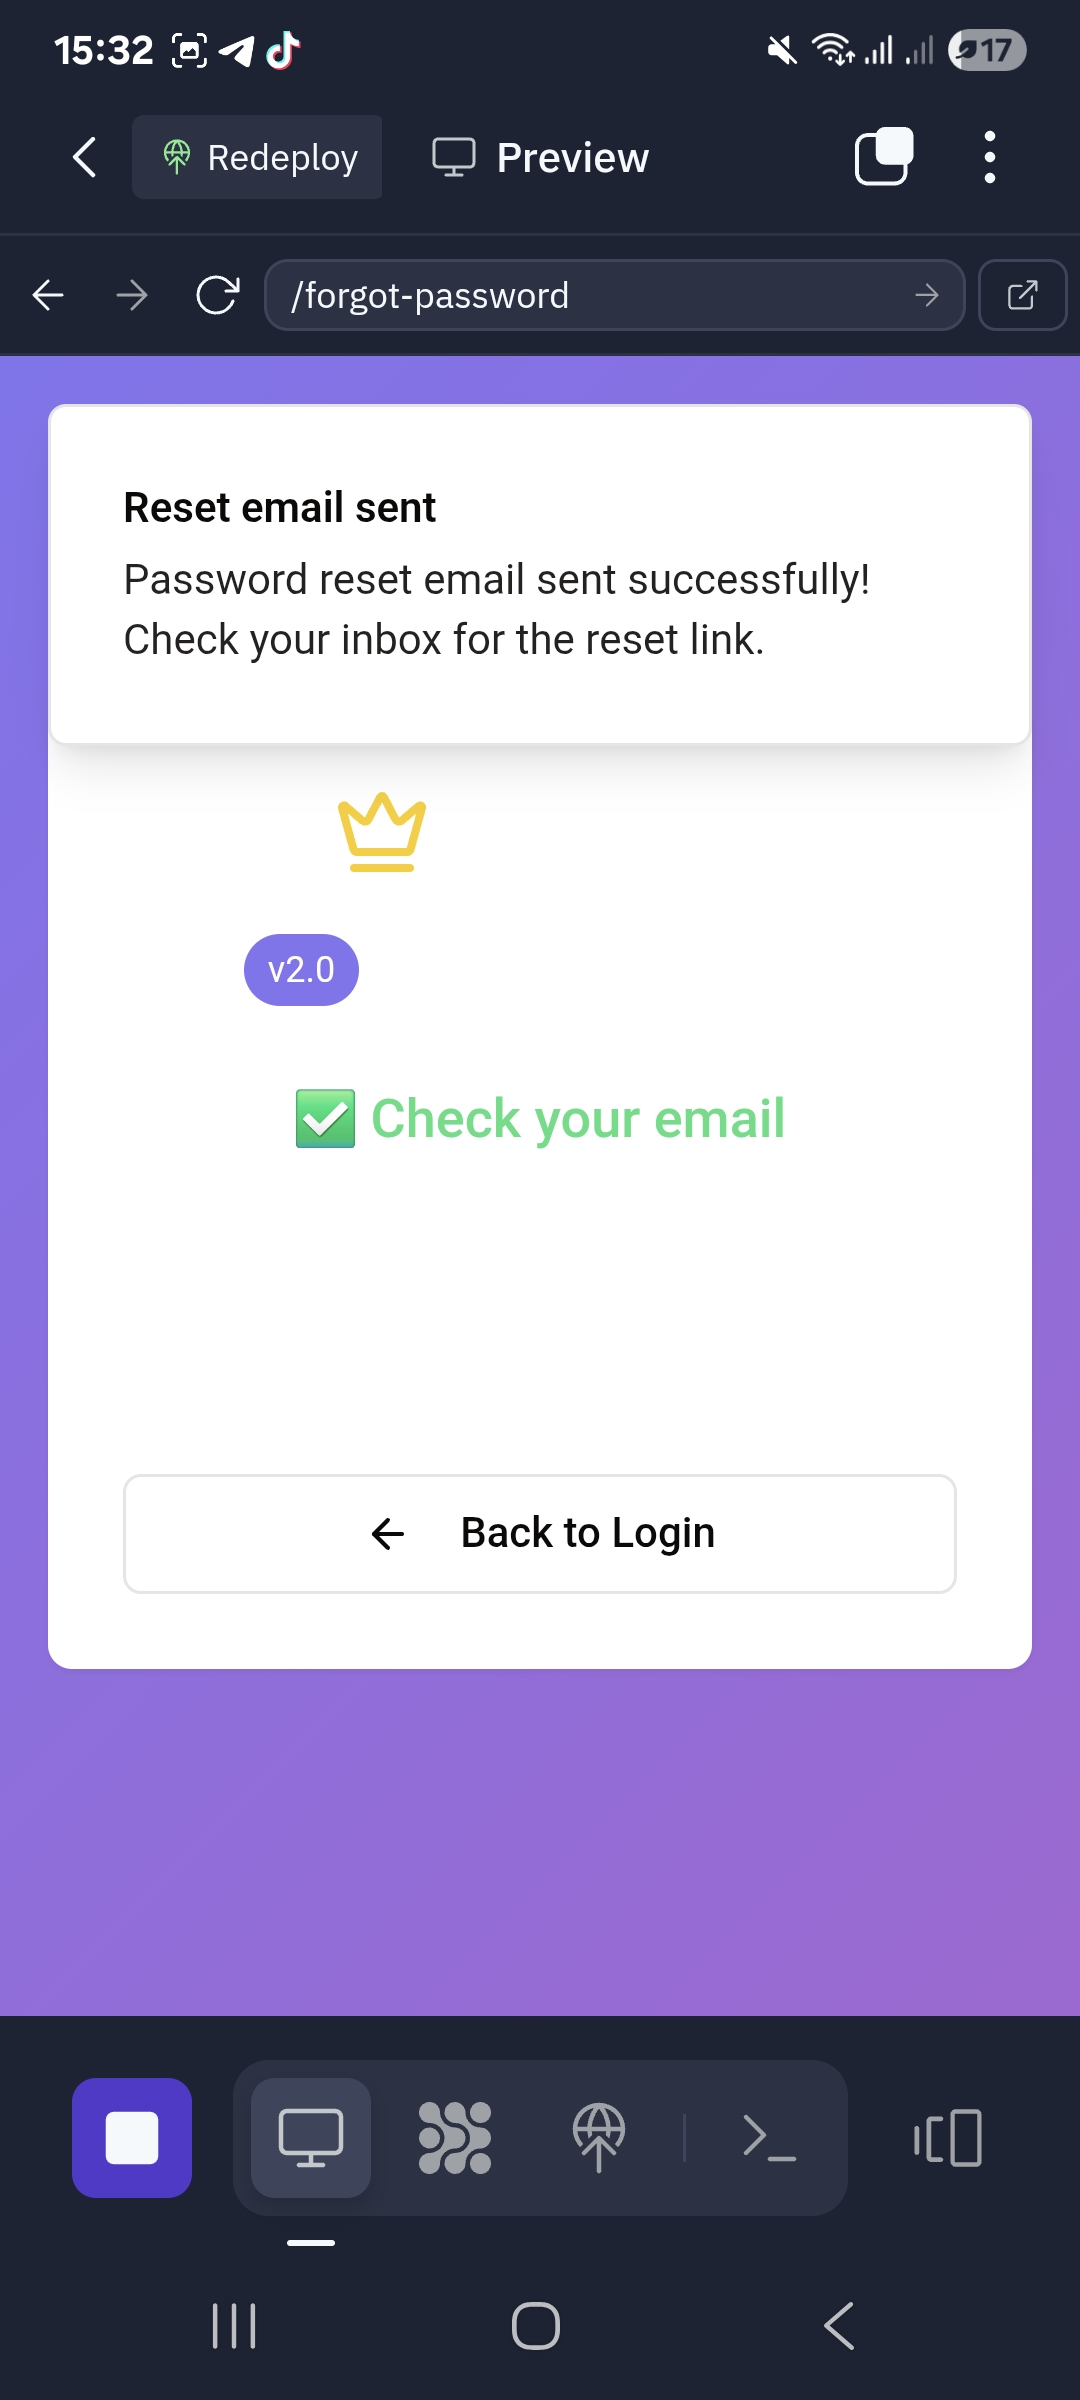 15:32
17
Redeploy
Preview
/forgot-password
Reset email sent
Password reset email sent successfully!
Check your inbox for the reset link.
v2.0
✅ Check your email
Back to Login